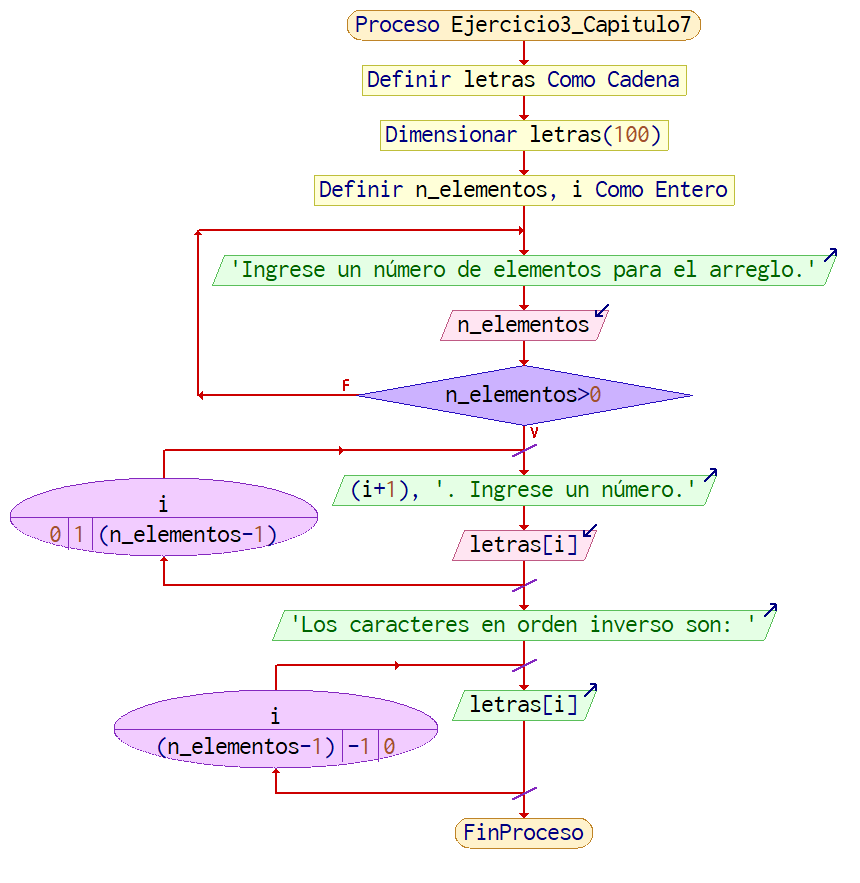 Proceso Ejercicio3_Capitulo7
Definir letras Como Cadena
Dimensionar letras(100)
Definir n_elementos, i Como Entero
'Ingrese un número de elementos para el arreglo.'
n_elementos
F
n_elementos>0
V
(i+1), '. Ingrese un número.'
i
0 1 (n_elementos-1)
letras[i]
'Los caracteres en orden inverso son: '
letras[i]
i
(n_elementos-1) -1 0
FinProceso